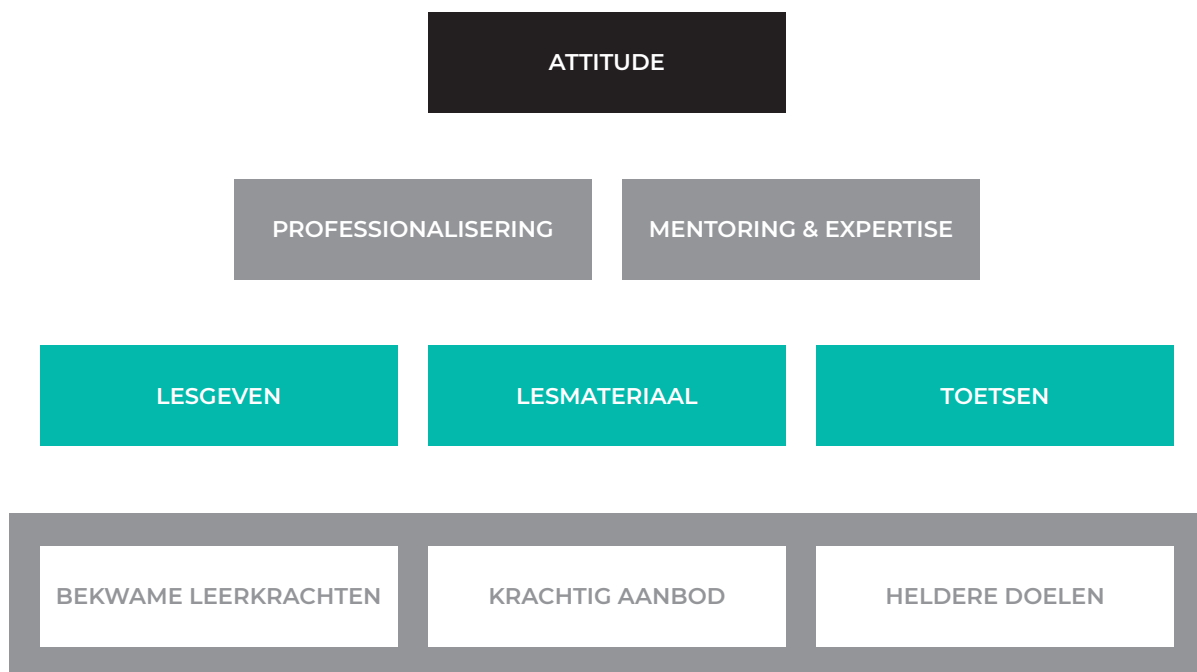 ATTITUDE
PROFESSIONALISERING
MENTORING & EXPERTISE
LESGEVEN
LESMATERIAAL
TOETSEN
BEKWAME LEERKRACHTEN
KRACHTIG AANBOD
HELDERE DOELEN